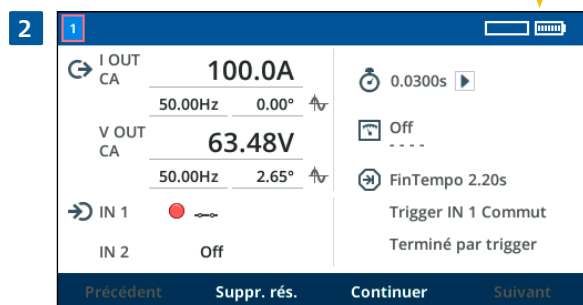 2
1
I OUT
CA
100.0A
50.00Hz 0.00°
V OUT
CA
63.48V
50.00Hz 2.65°
IN 1
IN 2 Off
0.0300s
Off
----
FinTempo 2.20s
Trigger IN 1 Commut
Terminé par trigger
Précédent Suppr. rés. Continuer Suivant